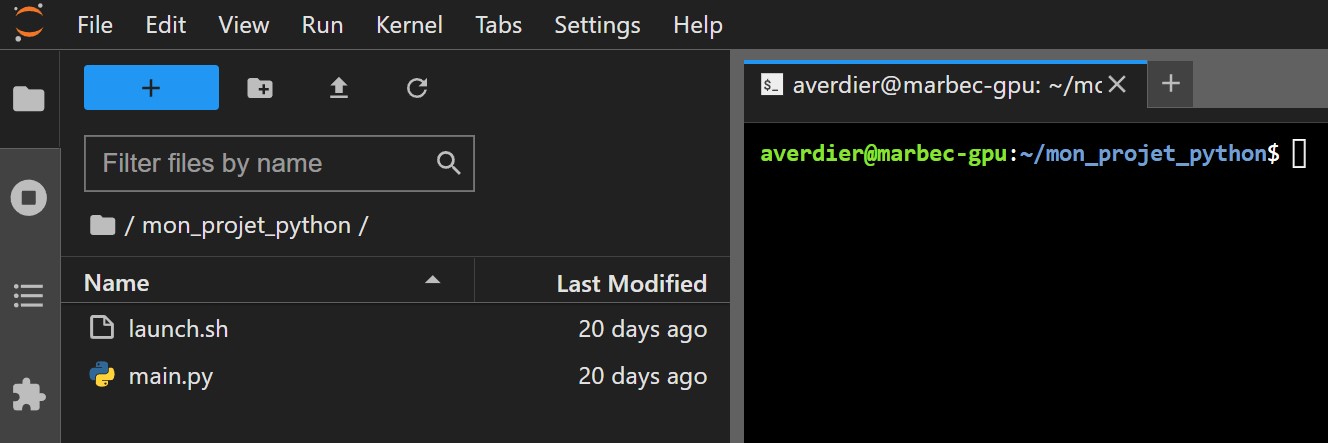 File Edit View Run Kernel Tabs Settings Help
+
$_ averdier@marbec-gpu: ~/mc × +
Filter files by name
averdier@marbec-gpu:~/mon_projet_python$
/ mon_projet_python /
Name Last Modified
launch.sh 20 days ago
main.py 20 days ago